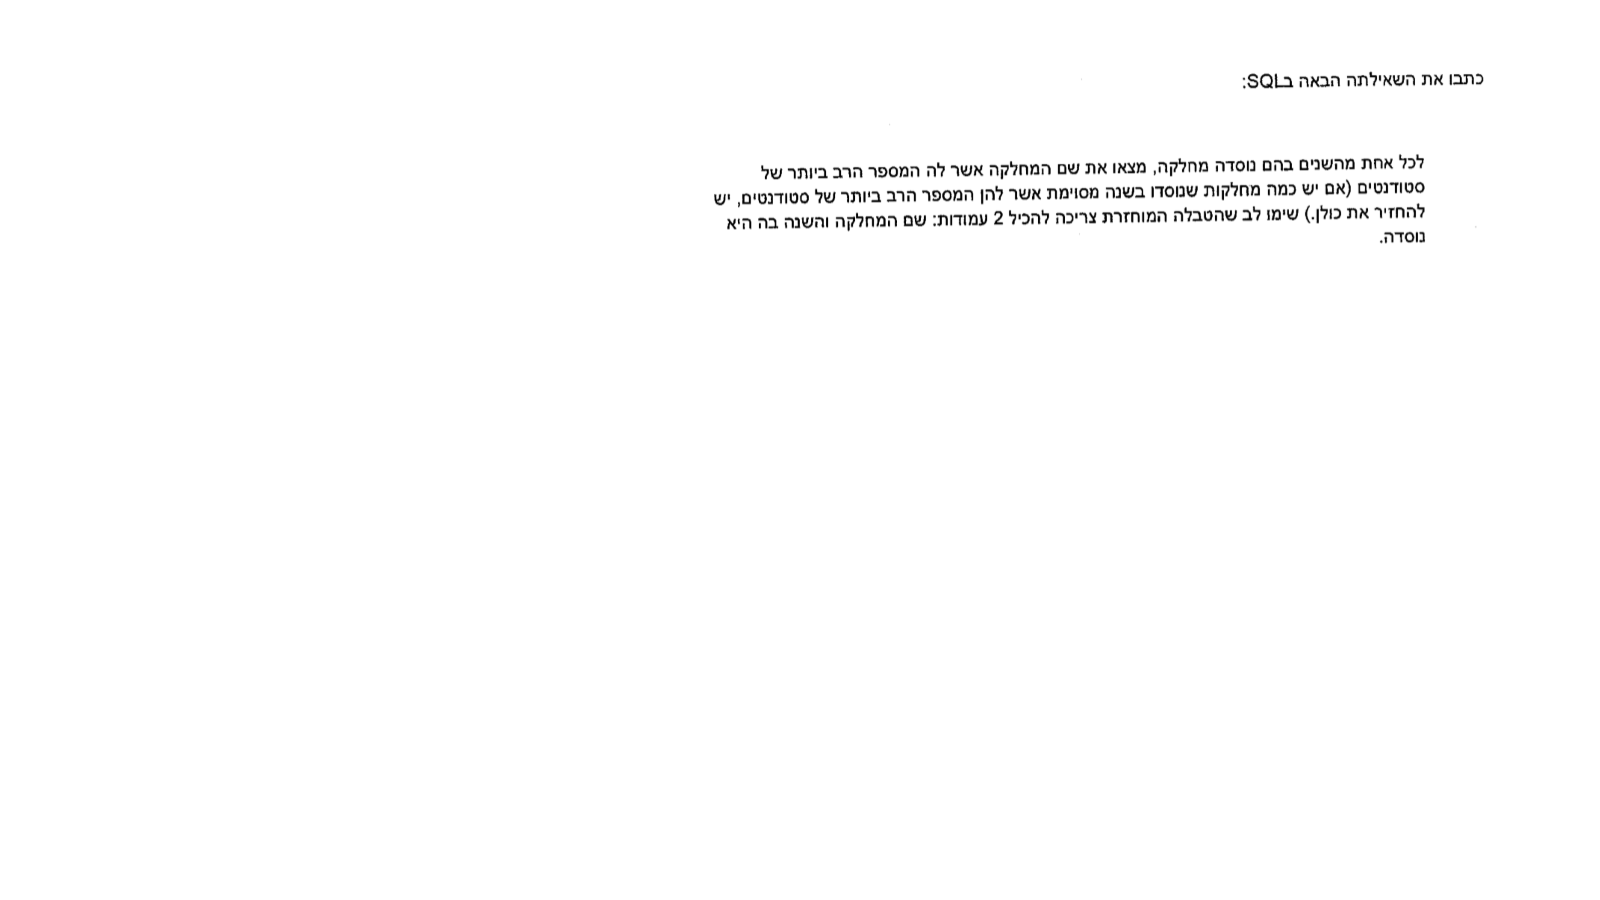 כתבו את השאילתה הבאה בSQL:
לכל אחת מהשנים בהם נוסדה מחלקה, מצאו את שם המחלקה אשר לה המספר הרב ביותר של
סטודנטים (אם יש כמה מחלקות שנוסדו בשנה מסוימת אשר להן המספר הרב ביותר של סטודנטים, יש
להחזיר את כולן.) שימו לב שהטבלה המוחזרת צריכה להכיל 2 עמודות: שם המחלקה והשנה בה היא
נוסדה.